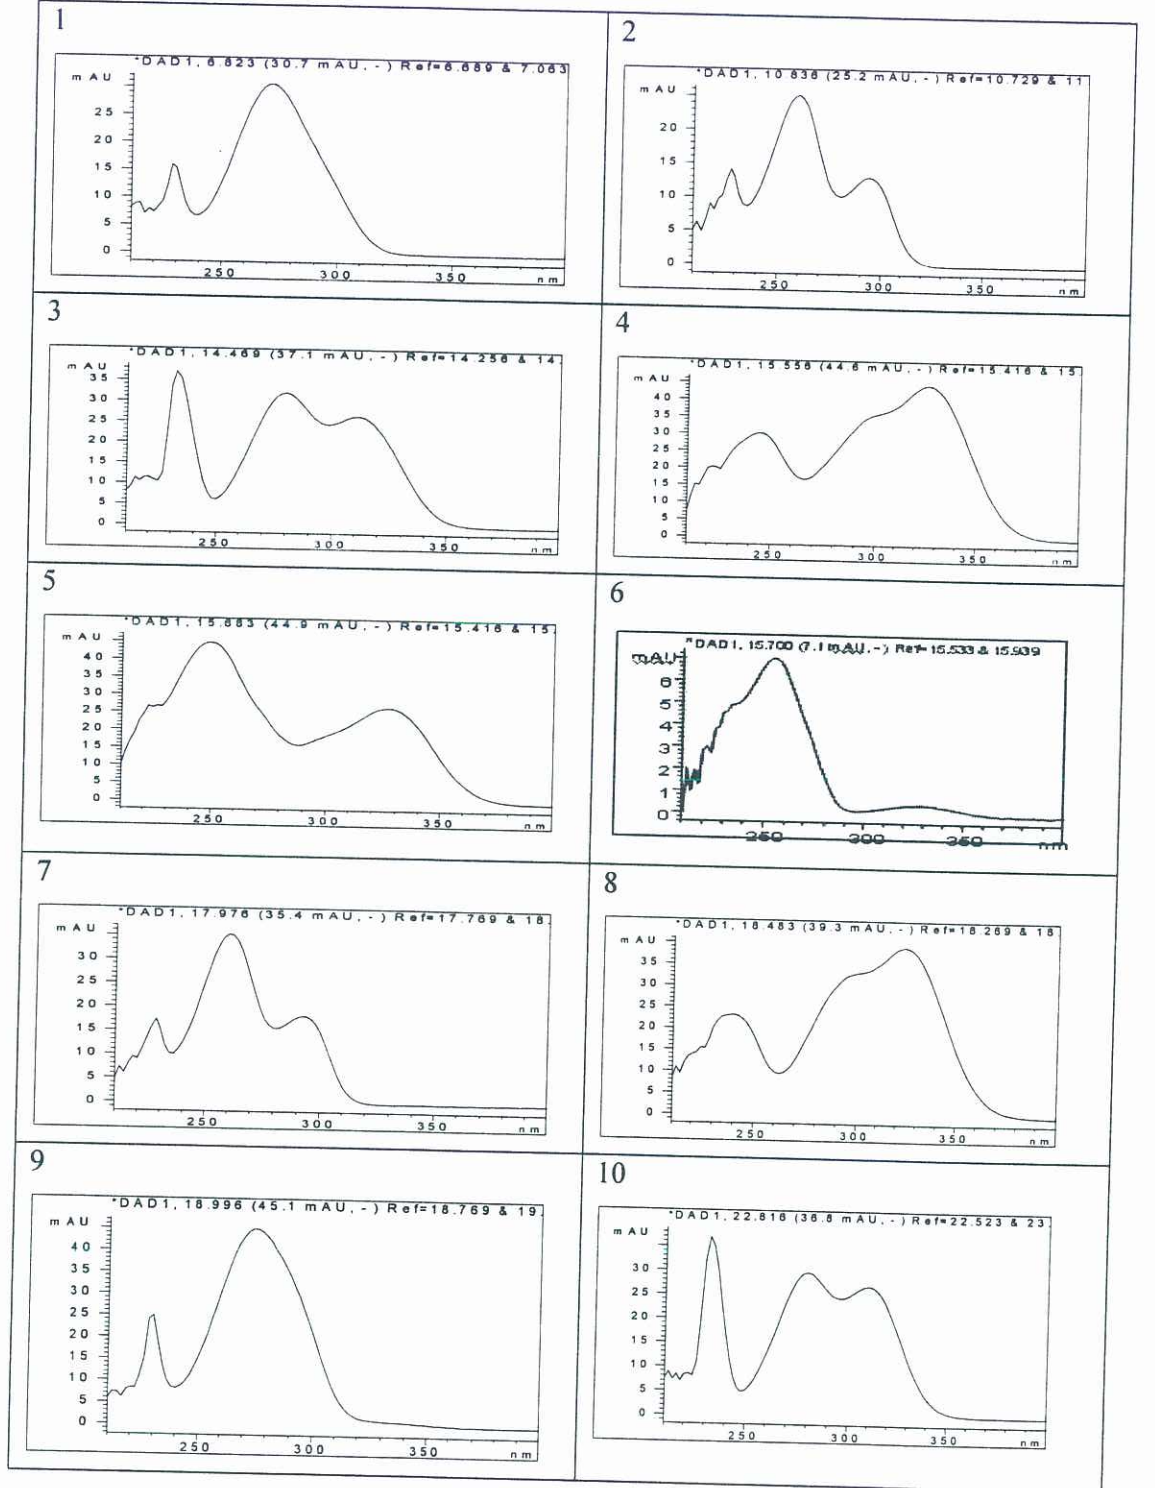 1
*DAD1, 6.623 (30.7 mAU, - ) Ref=6.689 & 7.063
mAU
25
20
15
10
5
0
250 300 350 nm
2
*DAD1, 10.836 (25.2 mAU, - ) Ref=10.729 & 11
mAU
20
15
10
5
0
250 300 350 nm
3
*DAD1, 14.469 (37.1 mAU, - ) Ref=14.256 & 14
mAU
35
30
25
20
15
10
5
0
250 300 350 nm
4
*DAD1, 15.556 (44.6 mAU, - ) Ref=15.416 & 15
mAU
40
35
30
25
20
15
10
5
0
250 300 350 nm
5
*DAD1, 15.683 (44.9 mAU, - ) Ref=15.416 & 15
mAU
40
35
30
25
20
15
10
5
0
250 300 350 nm
6
*DAD1, 15.700 (7.1 mAU, - ) Ref=15.533 & 15.939
mAU
6
5
4
3
2
1
0
250 300 350 nm
7
*DAD1, 17.976 (35.4 mAU, - ) Ref=17.769 & 18
mAU
30
25
20
15
10
5
0
250 300 350 nm
8
*DAD1, 18.483 (39.3 mAU, - ) Ref=18.269 & 18
mAU
35
30
25
20
15
10
5
0
250 300 350 nm
9
*DAD1, 18.996 (45.1 mAU, - ) Ref=18.769 & 19
mAU
40
35
30
25
20
15
10
5
0
250 300 350 nm
10
*DAD1, 22.816 (36.8 mAU, - ) Ref=22.523 & 23
mAU
30
25
20
15
10
5
0
250 300 350 nm